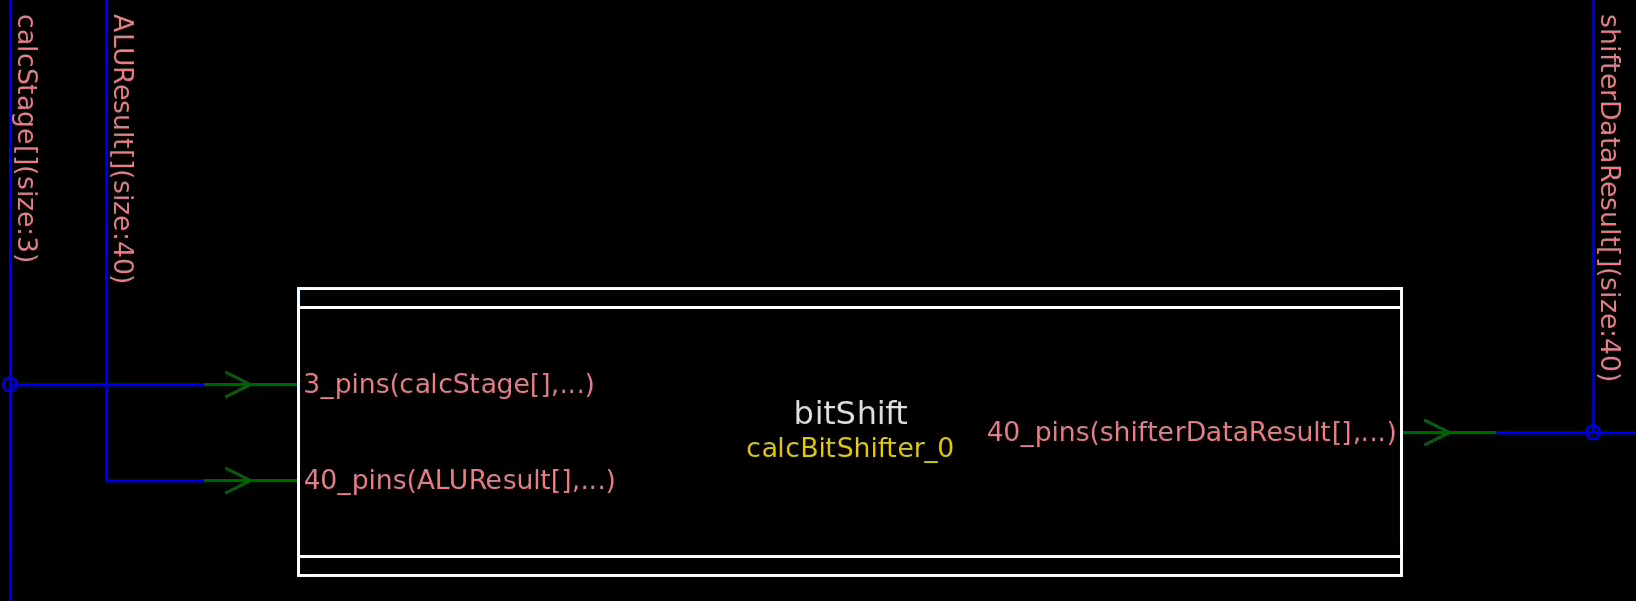 calcStage[](size:3)
ALUResult[](size:40)
shifterDataResult[](size:40)
3_pins(calcStage[],...)
bitShift
40_pins(shifterDataResult[],...)
calcBitShifter_0
40_pins(ALUResult[],...)